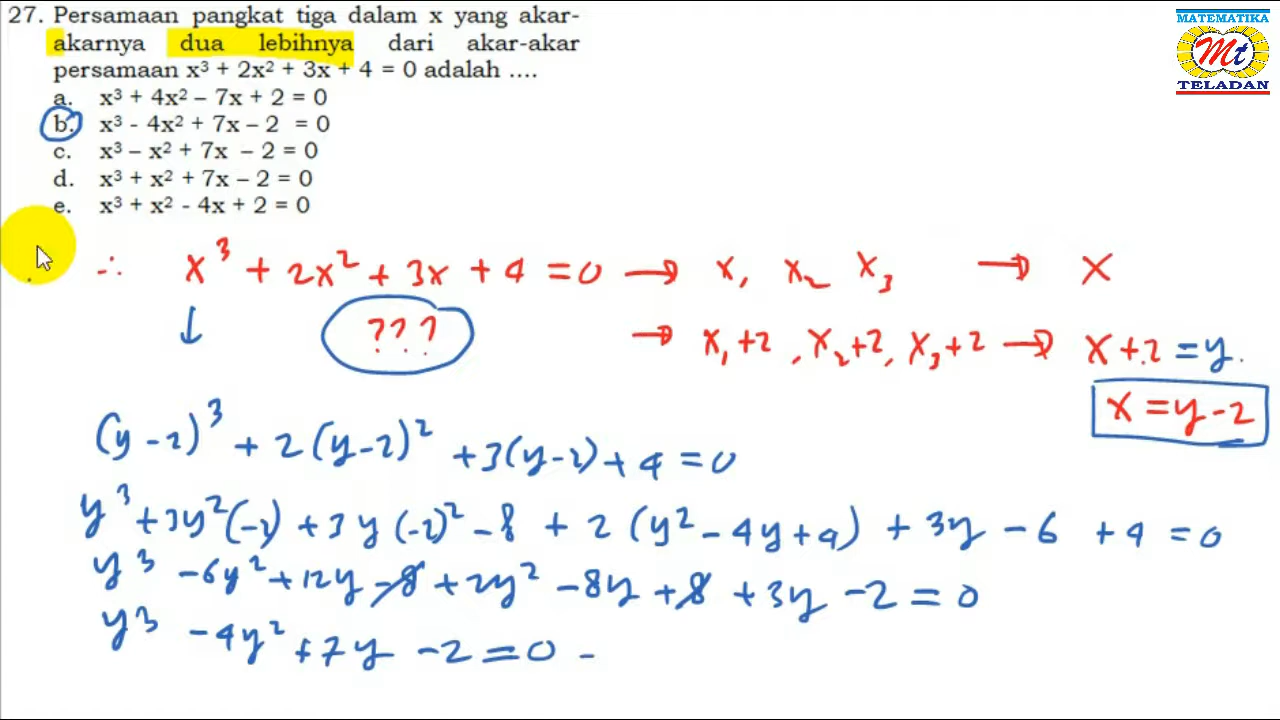 27. Persamaan pangkat tiga dalam x yang akar-
akarnya dua lebihnya dari akar-akar
persamaan x³ + 2x² + 3x + 4 = 0 adalah ....
a. x³ + 4x² – 7x + 2 = 0
b. x³ - 4x² + 7x – 2 = 0
c. x³ – x² + 7x – 2 = 0
d. x³ + x² + 7x – 2 = 0
e. x³ + x² - 4x + 2 = 0
MATEMATIKA
Mt
TELADAN
∴ x³ + 2x² + 3x + 4 = 0 → x₁ x₂ x₃ → x
↓ ??? → x₁+2, x₂+2, x₃+2 → x+2 = y.
x = y-2
(y-2)³ + 2(y-2)² + 3(y-2) + 4 = 0
y³ + 3y²(-2) + 3y(-2)² - 8 + 2(y² - 4y + 4) + 3y - 6 + 4 = 0
y³ - 6y² + 12y - 8 + 2y² - 8y + 8 + 3y - 2 = 0
y³ - 4y² + 7y - 2 = 0 -